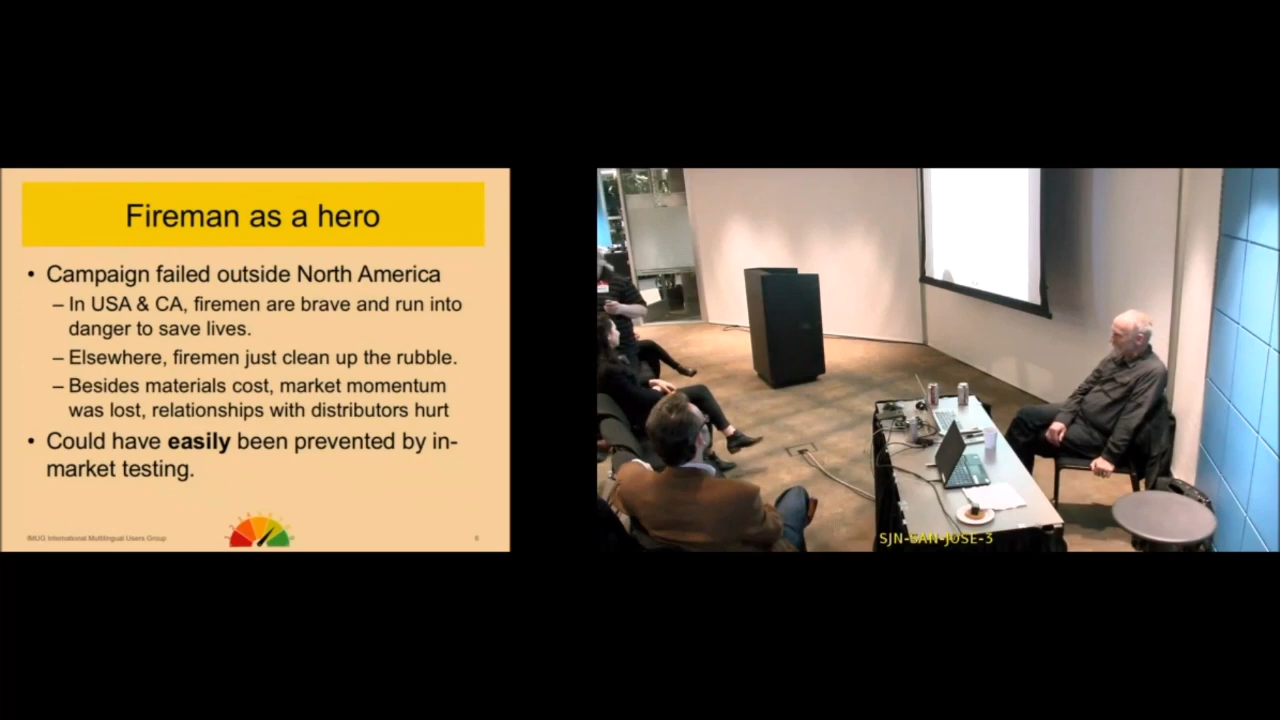 Fireman as a hero
• Campaign failed outside North America
– In USA & CA, firemen are brave and run into
danger to save lives.
– Elsewhere, firemen just clean up the rubble.
– Besides materials cost, market momentum
was lost, relationships with distributors hurt
• Could have easily been prevented by in-
market testing.
IMUG International Multilingual Users Group
6
SJN-SAN-JOSE-3